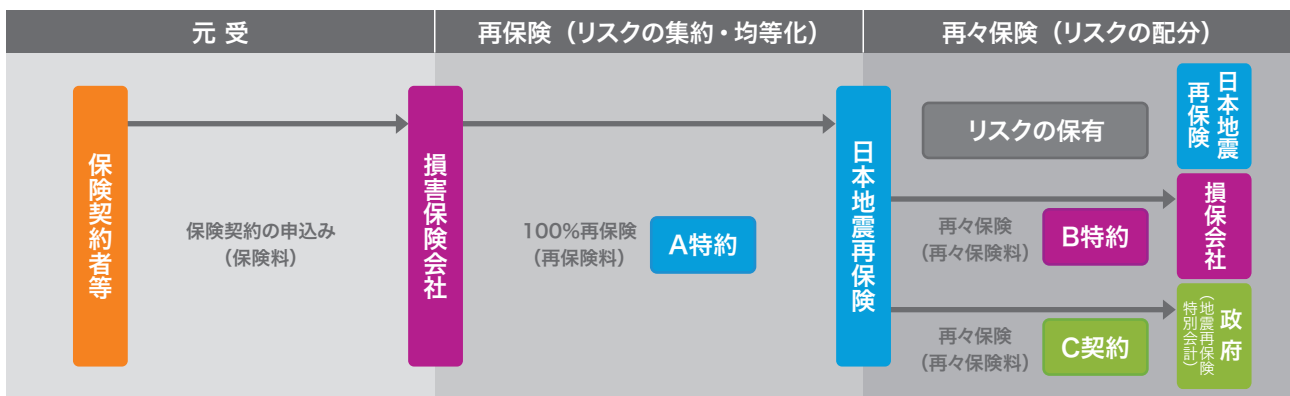 元 受
再保険（リスクの集約・均等化）
再々保険（リスクの配分）
保険契約者等
保険契約の申込み
（保険料）
損害保険会社
100%再保険
（再保険料）
A特約
日本地震再保険
リスクの保有
日本地震
再保険
再々保険
（再々保険料）
B特約
損保会社
再々保険
（再々保険料）
C契約
政府
（地震再保険
特別会計）